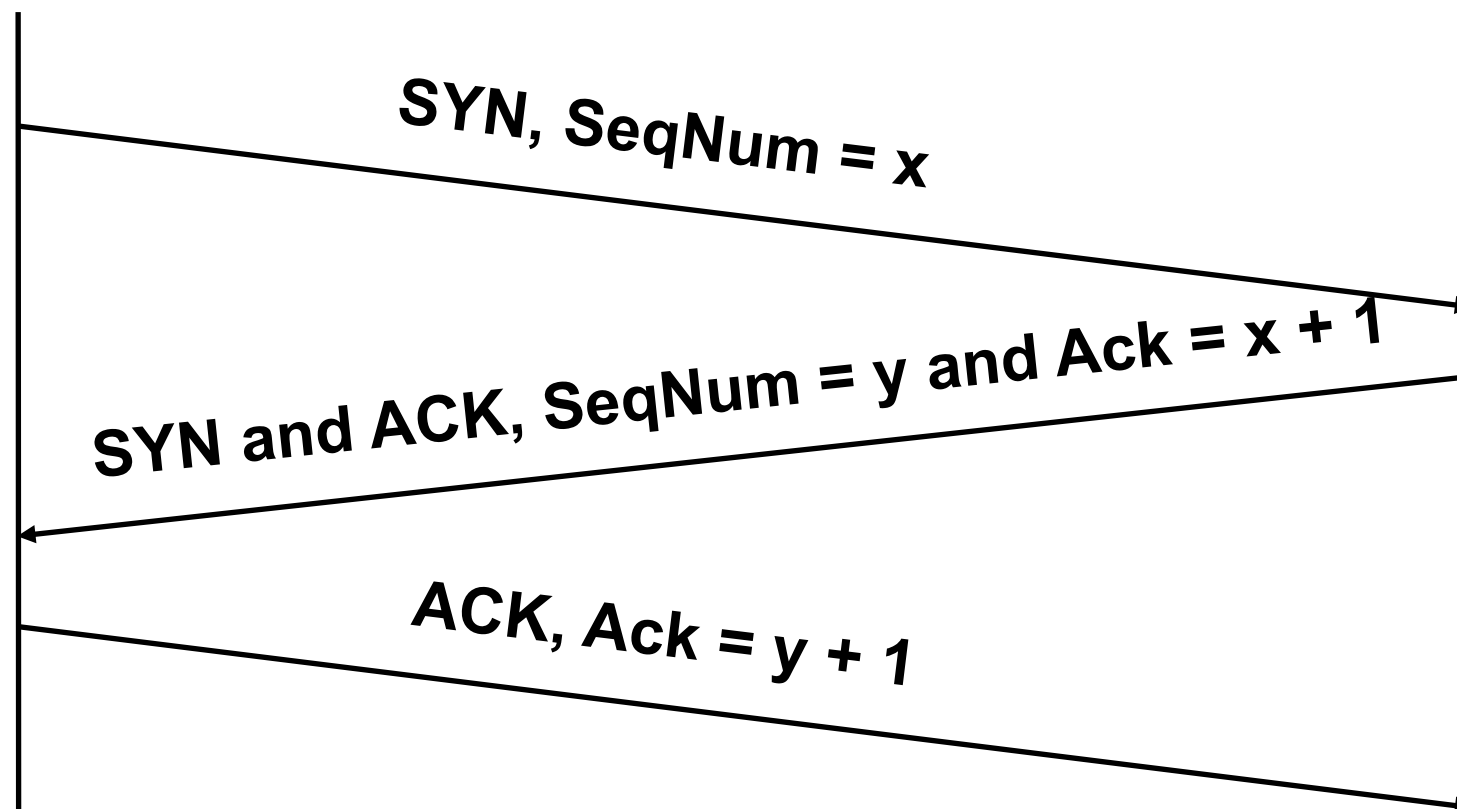 SYN, SeqNum = x
SYN and ACK, SeqNum = y and Ack = x + 1
ACK, Ack = y + 1